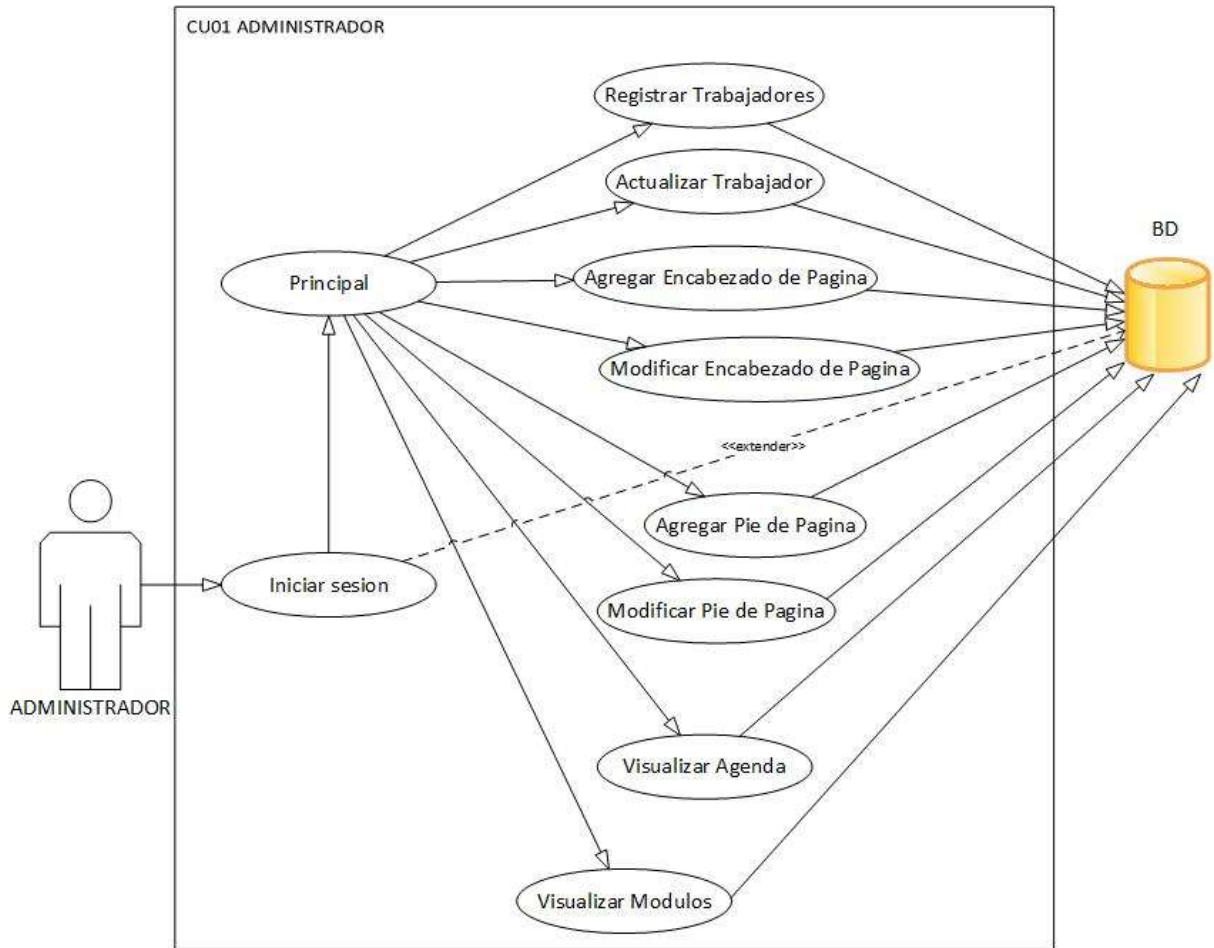 CU01 ADMINISTRADOR
Registrar Trabajadores
Actualizar Trabajador
BD
Principal
Agregar Encabezado de Pagina
Modificar Encabezado de Pagina
<<extender>>
Agregar Pie de Pagina
Iniciar sesion
Modificar Pie de Pagina
ADMINISTRADOR
Visualizar Agenda
Visualizar Modulos